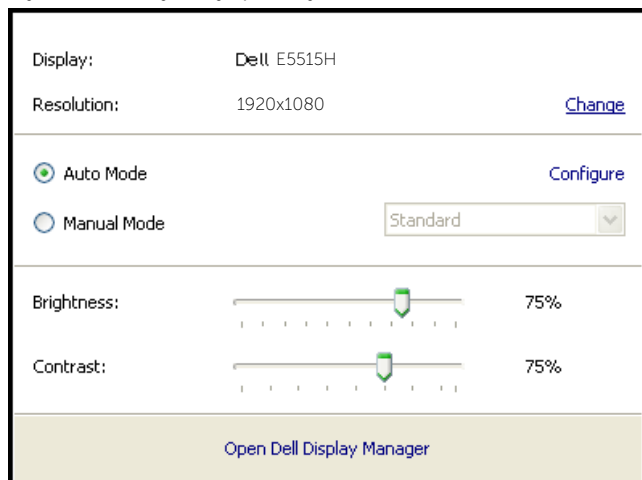 Display: Dell E5515H
Resolution: 1920x1080 Change
Auto Mode Configure
Manual Mode Standard
Brightness: 75%
Contrast: 75%
Open Dell Display Manager